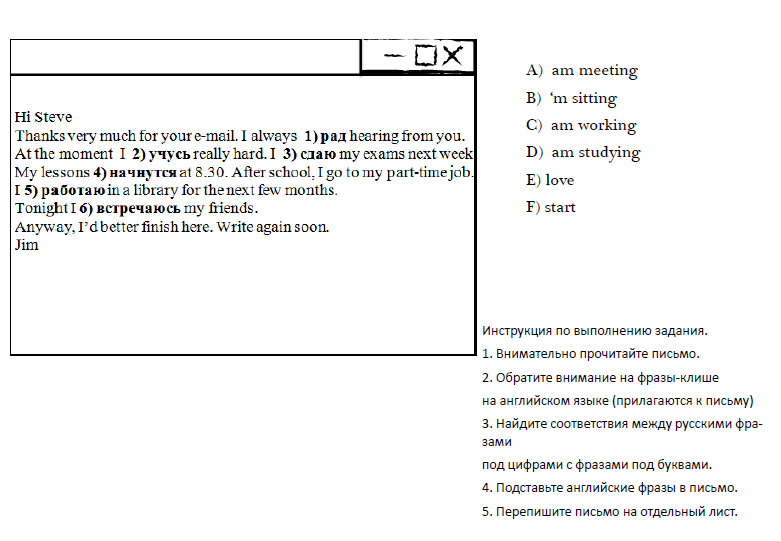 Hi Steve
Thanks very much for your e-mail. I always 1) рад hearing from you.
At the moment I 2) учусь really hard. I 3) сдаю my exams next week
My lessons 4) начнутся at 8.30. After school, I go to my part-time job.
I 5) работаю in a library for the next few months.
Tonight I 6) встречаюсь my friends.
Anyway, I’d better finish here. Write again soon.
Jim
A) am meeting
B) ‘m sitting
C) am working
D) am studying
E) love
F) start
Инструкция по выполнению задания.
1. Внимательно прочитайте письмо.
2. Обратите внимание на фразы-клише
на английском языке (прилагаются к письму)
3. Найдите соответствия между русскими фра-
зами
под цифрами с фразами под буквами.
4. Подставьте английские фразы в письмо.
5. Перепишите письмо на отдельный лист.